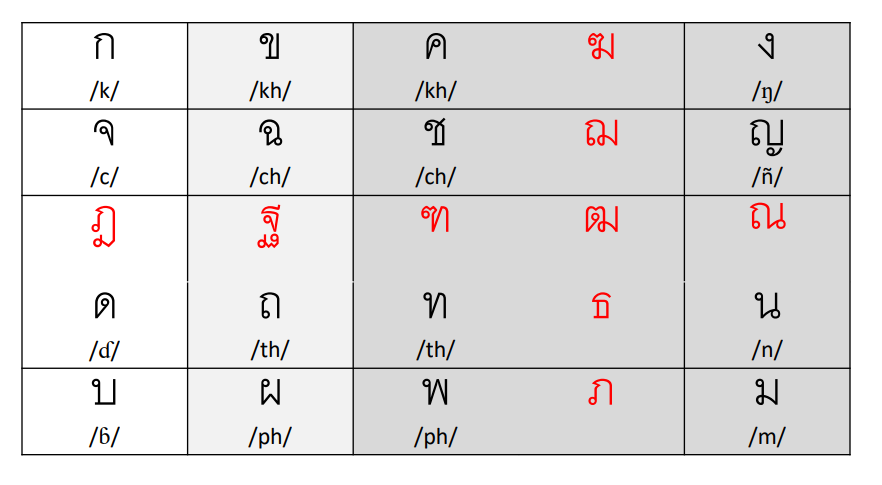 ก ข ค ฆ ง
/k/ /kh/ /kh/ /ŋ/
จ ฉ ช ฌ ญ
/c/ /ch/ /ch/ /ñ/
ฏ ฐ ฑ ฒ ณ
ด ถ ท ธ น
/ɗ/ /th/ /th/ /n/
บ ผ พ ภ ม
/ɓ/ /ph/ /ph/ /m/